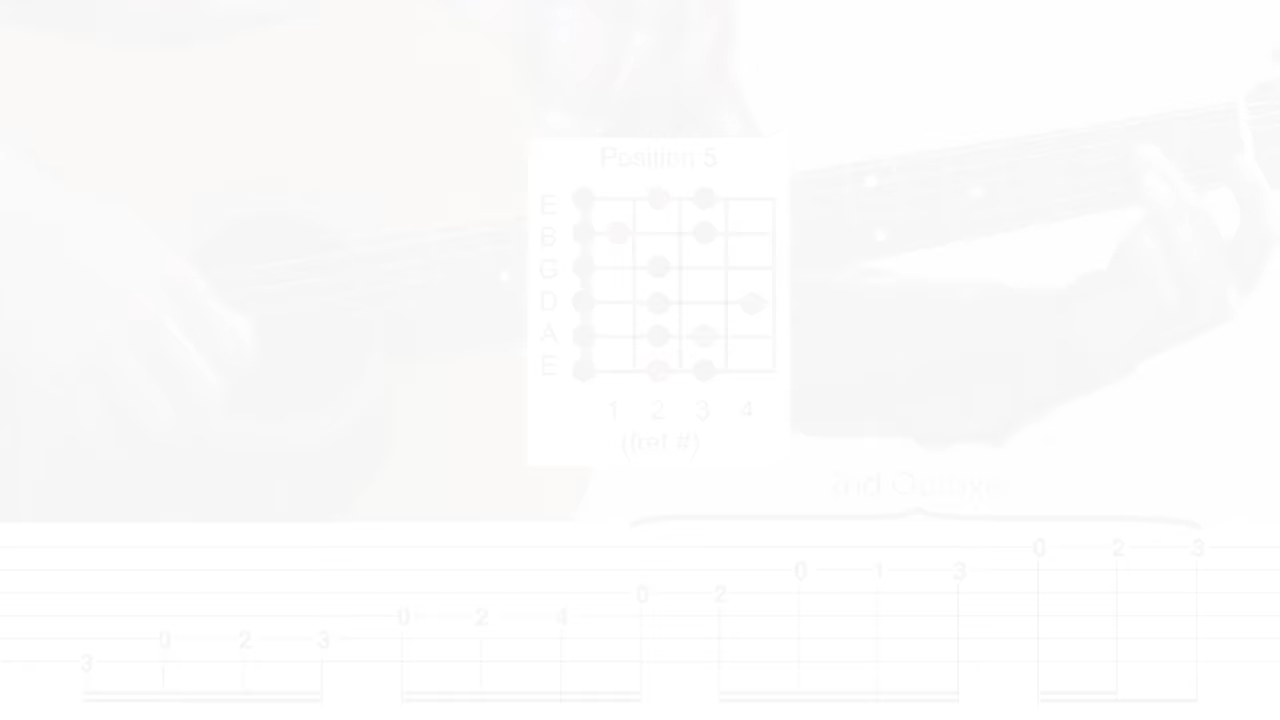 Position 5
E
B
G
D
A
E
1 2 3 4
(fret #)
2nd Octave
0 2 3
0 1 3
0 2
0 2 4
0 2 3
3